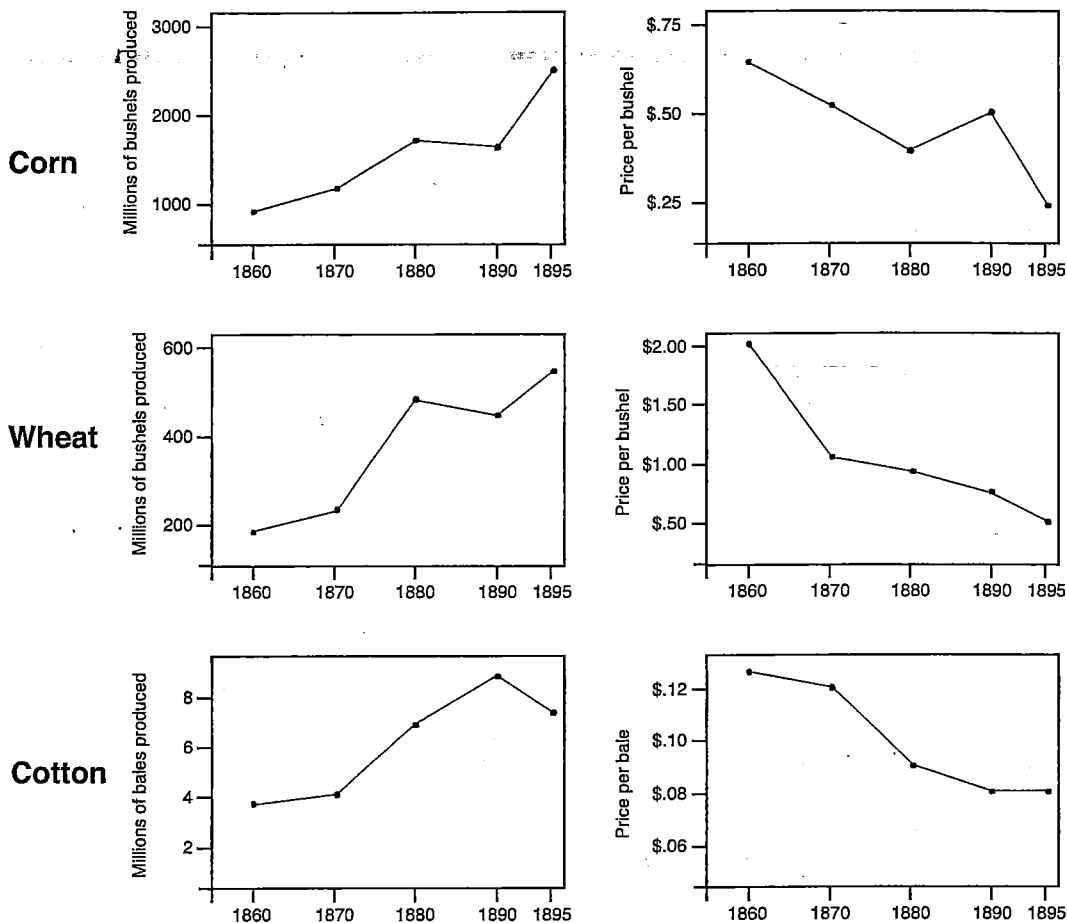 Corn
Millions of bushels produced
3000
2000
1000
1860 1870 1880 1890 1895
Price per bushel
$.75
$.50
$.25
1860 1870 1880 1890 1895
Wheat
Millions of bushels produced
600
400
200
1860 1870 1880 1890 1895
Price per bushel
$2.00
$1.50
$1.00
$.50
1860 1870 1880 1890 1895
Cotton
Millions of bales produced
8
6
4
2
1860 1870 1880 1890 1895
Price per bale
$.12
$.10
$.08
$.06
1860 1870 1880 1890 1895